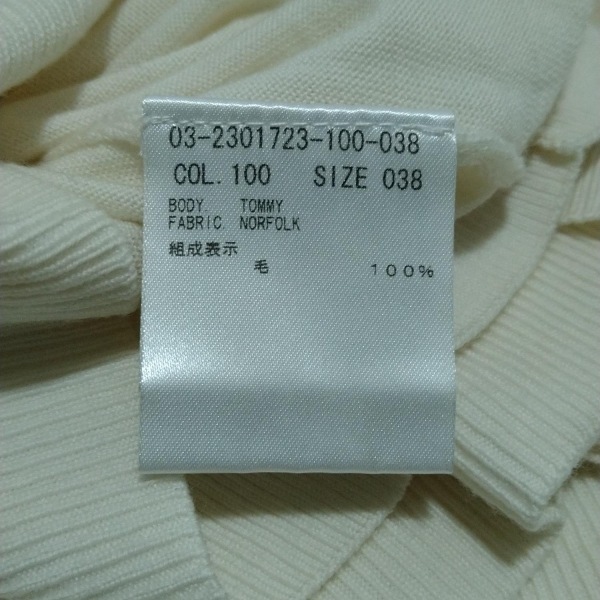 03-2301723-100-038
COL. 100 SIZE 038
BODY TOMMY
FABRIC NORFOLK
組成表示
毛 100%